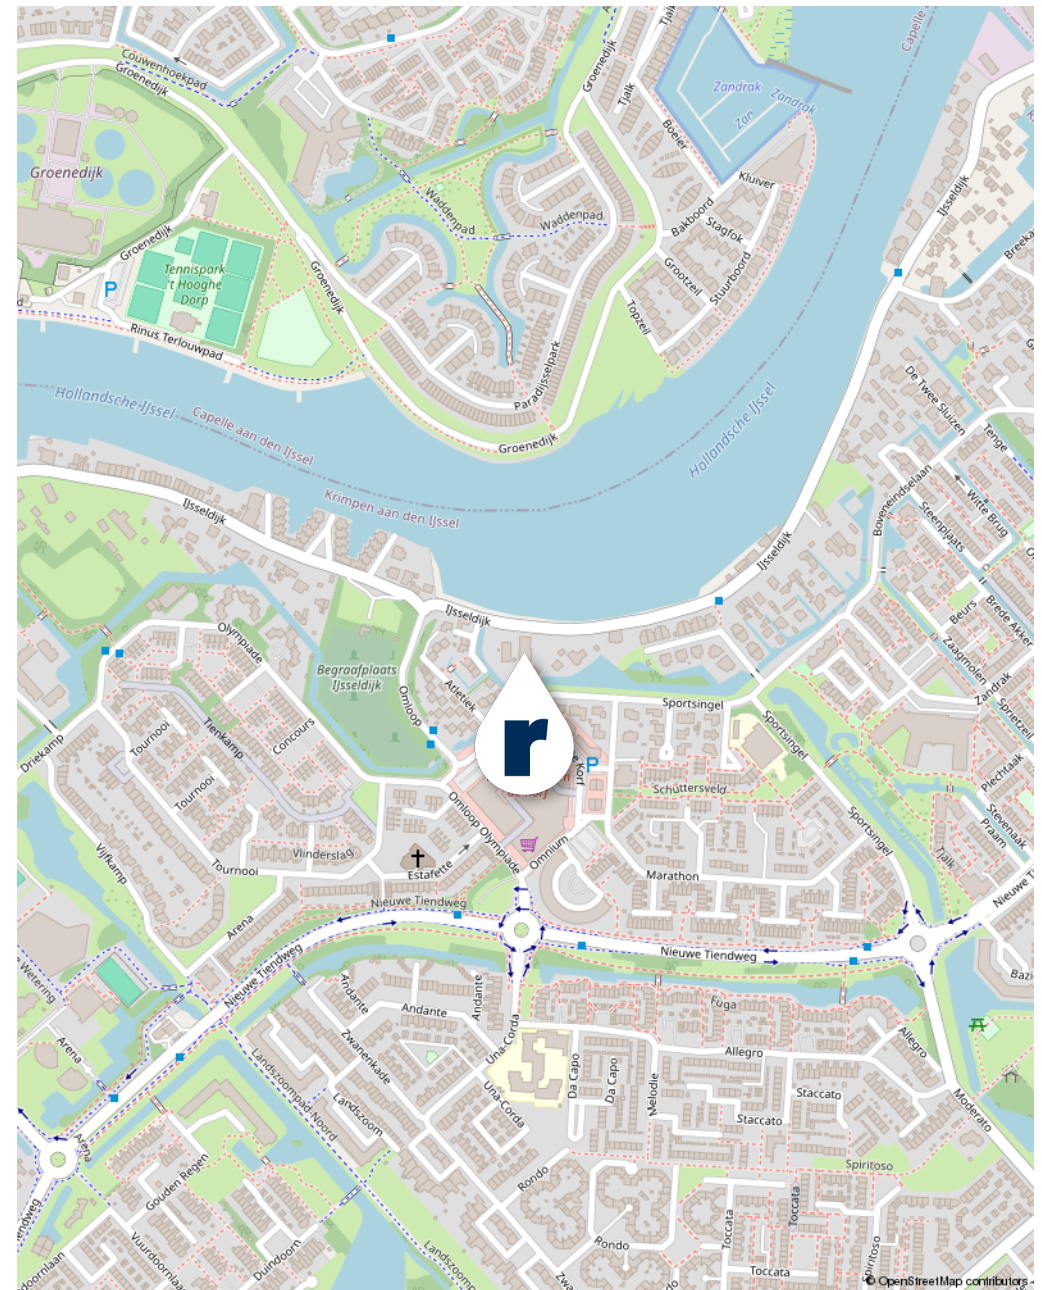 Couwenhoekpad
Groenedijk
Groenedijk
Tjalk
Tjalk
Capelle
Zandrak
Zandrak
Zan
Boeier
Kluiver
Groenedijk
Waddenpad
Waddenpad
Bakboord
Stagfok
IJsseldijk
Groenedijk
Tennispark
't Hooghe
Dorp
P
Groenedijk
Grootzeil
Stuurboord
Topzeil
Rinus Terlouwpad
Paradijsselpark
Hollandsche IJssel
Capelle aan den IJssel
Groenedijk
Hollandsche IJssel
De Twee Sluizen
Tenge
Krimpen aan den IJssel
IJsseldijk
Boveneindselaan
Witte Brug
Steenplaats
IJsseldijk
IJsseldijk
Beurs
Brede Akker
Olympiade
Zaagmolen
Begraafplaats
IJsseldijk
Atletiek
Omloop
Zandrak
Sprietzeil
Sportsingel
Sportsingel
Driekamp
Tournooi
Tienkamp
Concours
r
P
Korf
Plechtaak
Tournooi
Schuttersveld
Stevenaak
Praam
Omloop Olympiade
Sportsingel
Vijfkamp
Vlinderslag
Omnium
Tjalk
Tournooi
Estafette
Marathon
Nieuwe Tiendweg
Arena
Nieuwe Tiendweg
Nieuwe Tiendweg
Andante
Andante
Andante
Fuga
Una-Corda
Zwanenkade
Allegro
Allegro
Arena
Landszoompad-Noord
Landszoom
Una-Corda
Da Capo
Da Capo
Melodie
Staccato
Staccato
Moderato
Arena
Gouden Regen
Rondo
Spiritoso
Toccata
Toccata
Rondo
Duindoorn
Toccata
Spiritoso
© OpenStreetMap contributors